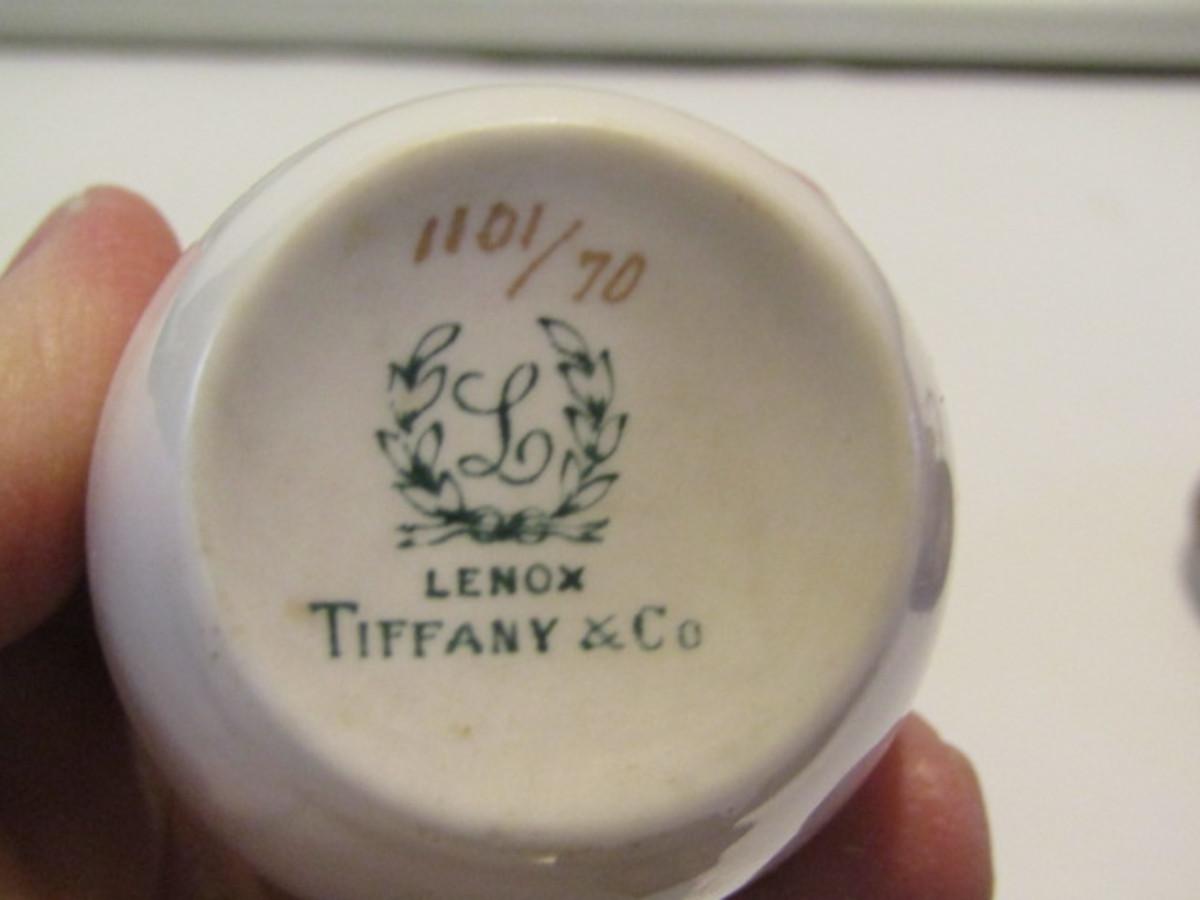 1101/70
L
LENOX
TIFFANY & Co